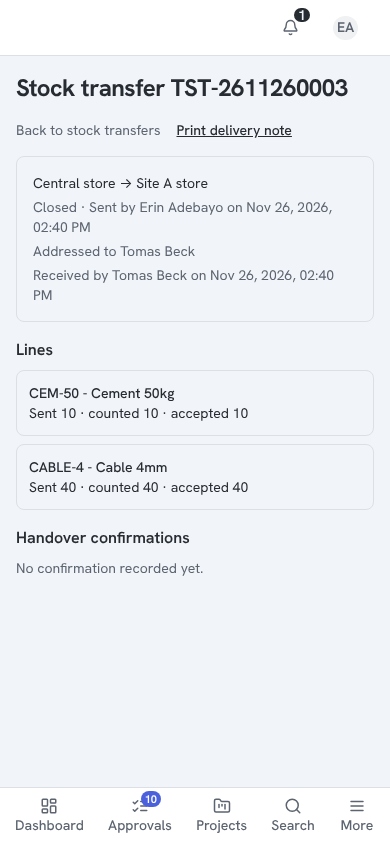 1
EA
Stock transfer TST-2611260003
Back to stock transfers Print delivery note
Central store → Site A store
Closed · Sent by Erin Adebayo on Nov 26, 2026,
02:40 PM
Addressed to Tomas Beck
Received by Tomas Beck on Nov 26, 2026, 02:40
PM
Lines
CEM-50 - Cement 50kg
Sent 10 · counted 10 · accepted 10
CABLE-4 - Cable 4mm
Sent 40 · counted 40 · accepted 40
Handover confirmations
No confirmation recorded yet.
10
Dashboard Approvals Projects Search More